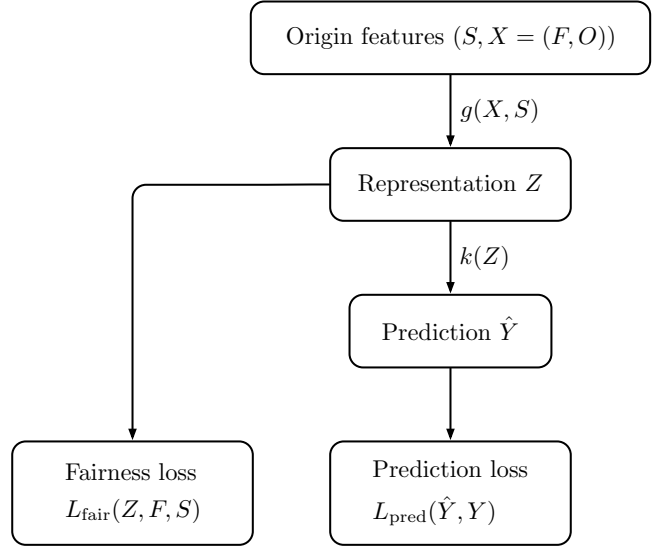 Origin features (S, X = (F, O))
g(X, S)
Representation Z
k(Z)
Prediction Ŷ
Fairness loss
L_fair(Z, F, S)
Prediction loss
L_pred(Ŷ, Y)